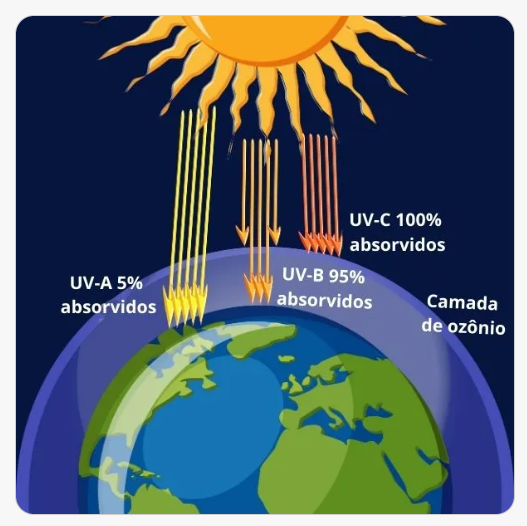 UV-C 100%
absorvidos
UV-A 5%
absorvidos
UV-B 95%
absorvidos
Camada
de ozônio